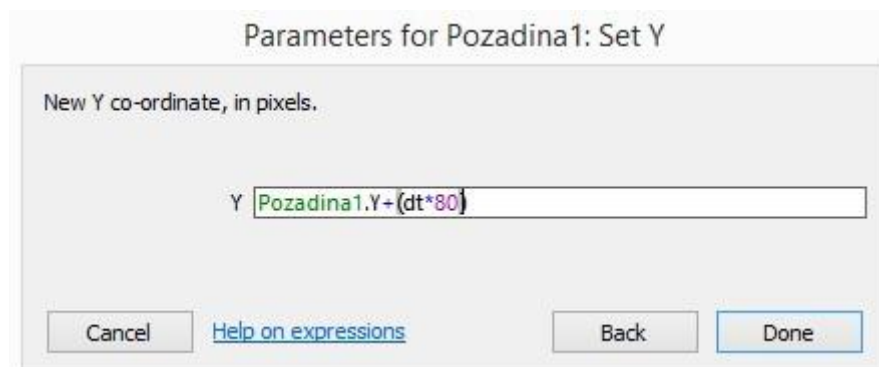 Parameters for Pozadina1: Set Y
New Y co-ordinate, in pixels.
Y Pozadina1.Y+(dt*80)
Cancel Help on expressions Back Done